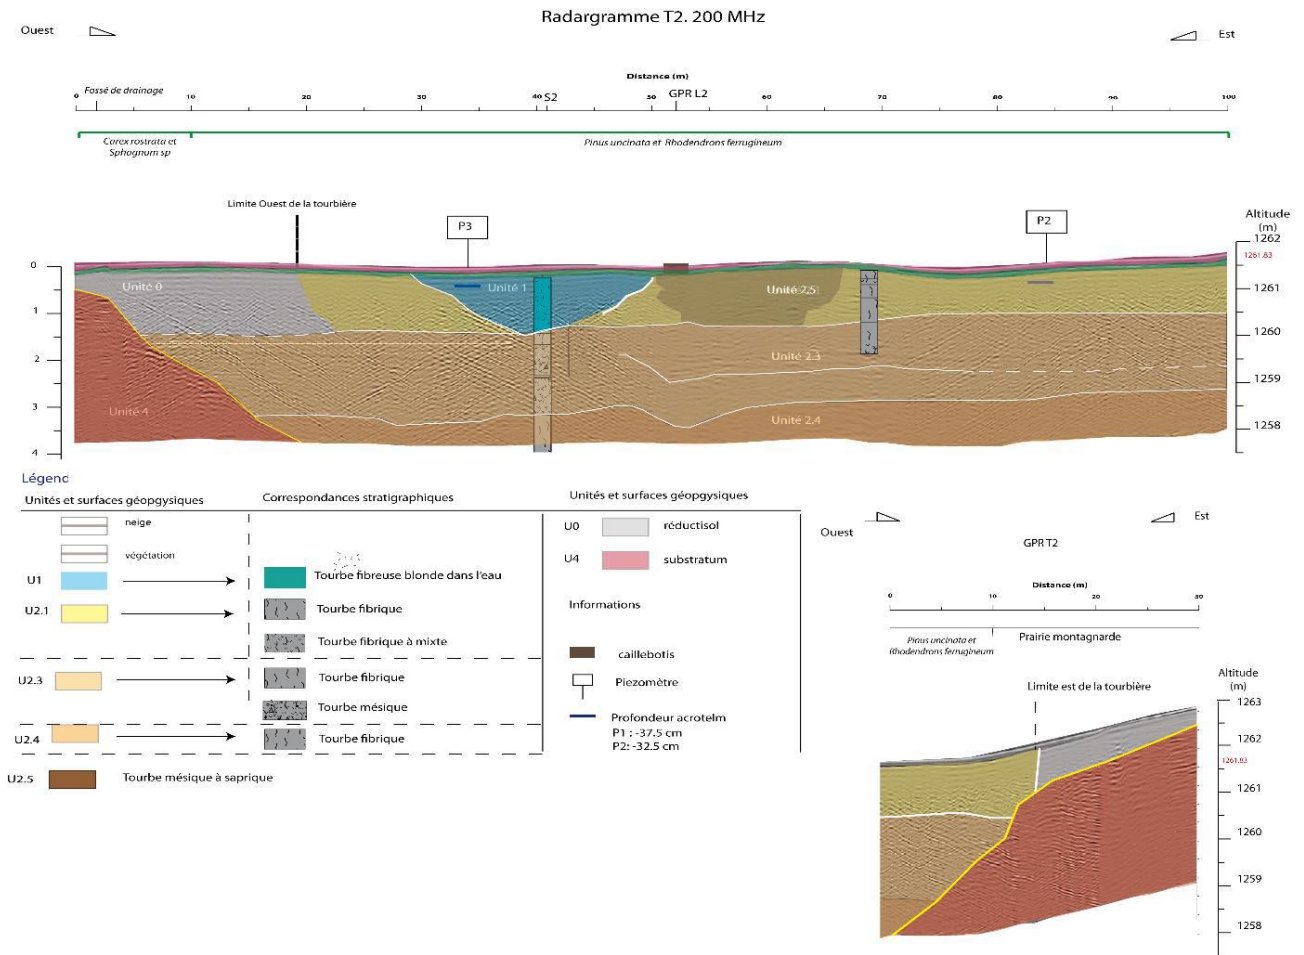 Radargramme T2. 200 MHz
Ouest
Est
Distance (m)
Fossé de drainage
S2
GPR L2
0 10 20 30 40 50 60 70 80 90 100
Carex rostrata et
Sphagnum sp
Pinus uncinata et Rhodendrons ferrugineum
Limite Ouest de la tourbière
P3
P2
Altitude
(m)
1262
1261.83
1261
1260
1259
1258
0
1
2
3
4
Unité 0
Unité 1
Unité 2.3
Unité 4
Unité 2.4
Légend
Unités et surfaces géopgysiques
Correspondances stratigraphiques
Unités et surfaces géopgysiques
neige
végétation
U1
Tourbe fibreuse blonde dans l'eau
U2.1
Tourbe fibrique
Tourbe fibrique à mixte
U2.3
Tourbe fibrique
Tourbe mésique
U2.4
Tourbe fibrique
U2.5
Tourbe mésique à saprique
U0
réductisol
U4
substratum
Informations
caillebotis
Piezomètre
Profondeur acrotelm
P1 : -37.5 cm
P2: -32.5 cm
Ouest
Est
GPR T2
Distance (m)
0 10 20 30
Pinus uncinata et
Rhodendrons ferrugineum
Prairie montagnarde
Limite est de la tourbière
Altitude
(m)
1263
1262
1261.83
1261
1260
1259
1258